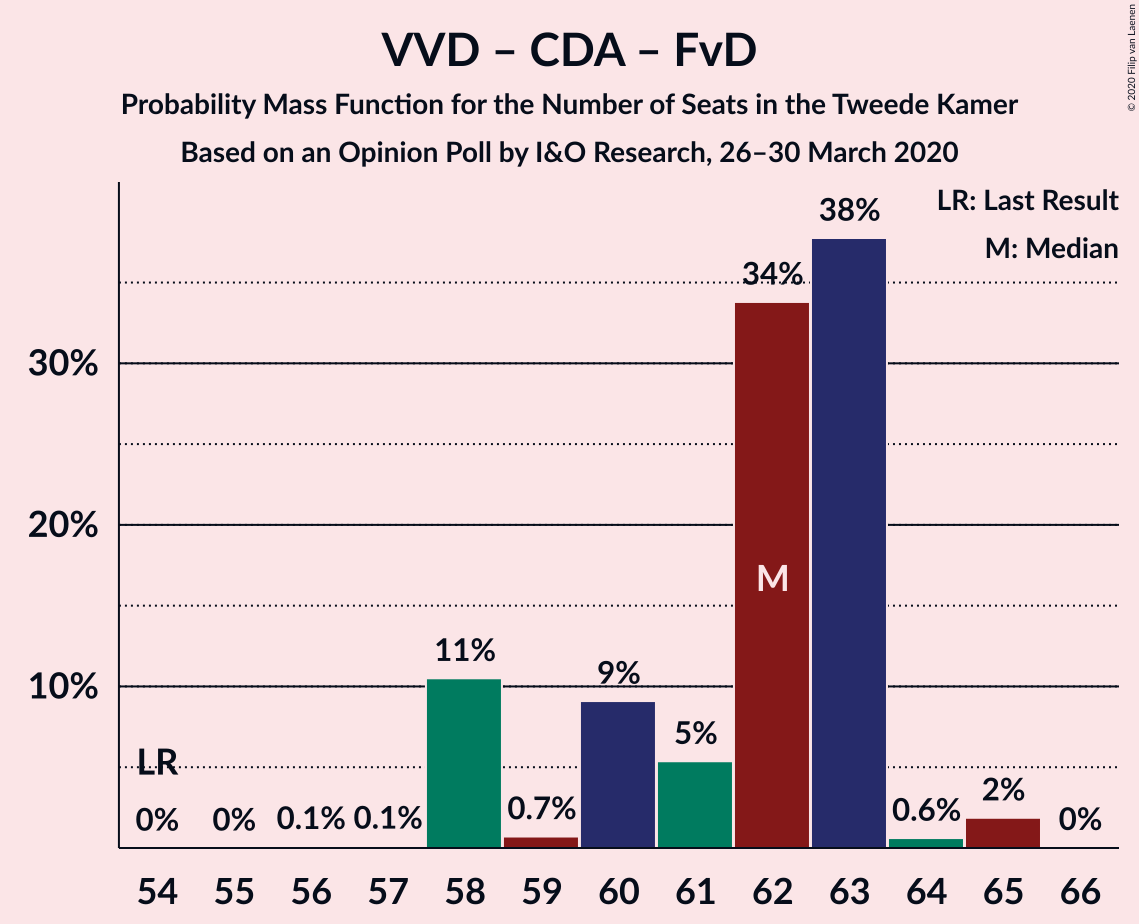 VVD – CDA – FvD
Probability Mass Function for the Number of Seats in the Tweede Kamer
Based on an Opinion Poll by I&O Research, 26–30 March 2020
© 2020 Filip van Laenen
LR: Last Result
M: Median
38%
34%
30%
20%
M
11%
9%
10%
5%
LR
2%
0% 0% 0.1% 0.1% 0.7% 0.6% 0%
54 55 56 57 58 59 60 61 62 63 64 65 66